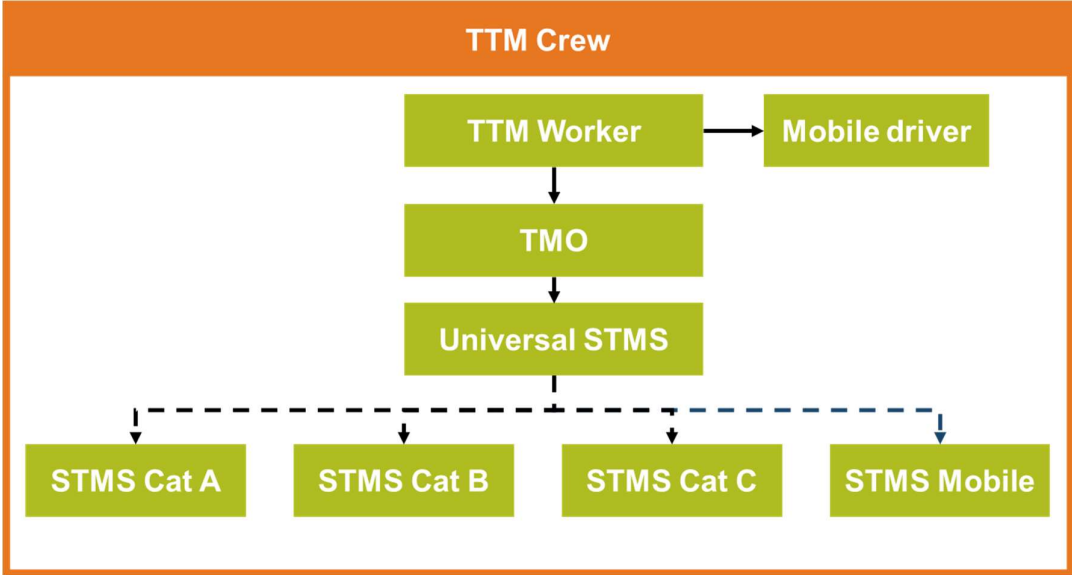 TTM Crew
TTM Worker
Mobile driver
TMO
Universal STMS
STMS Cat A
STMS Cat B
STMS Cat C
STMS Mobile